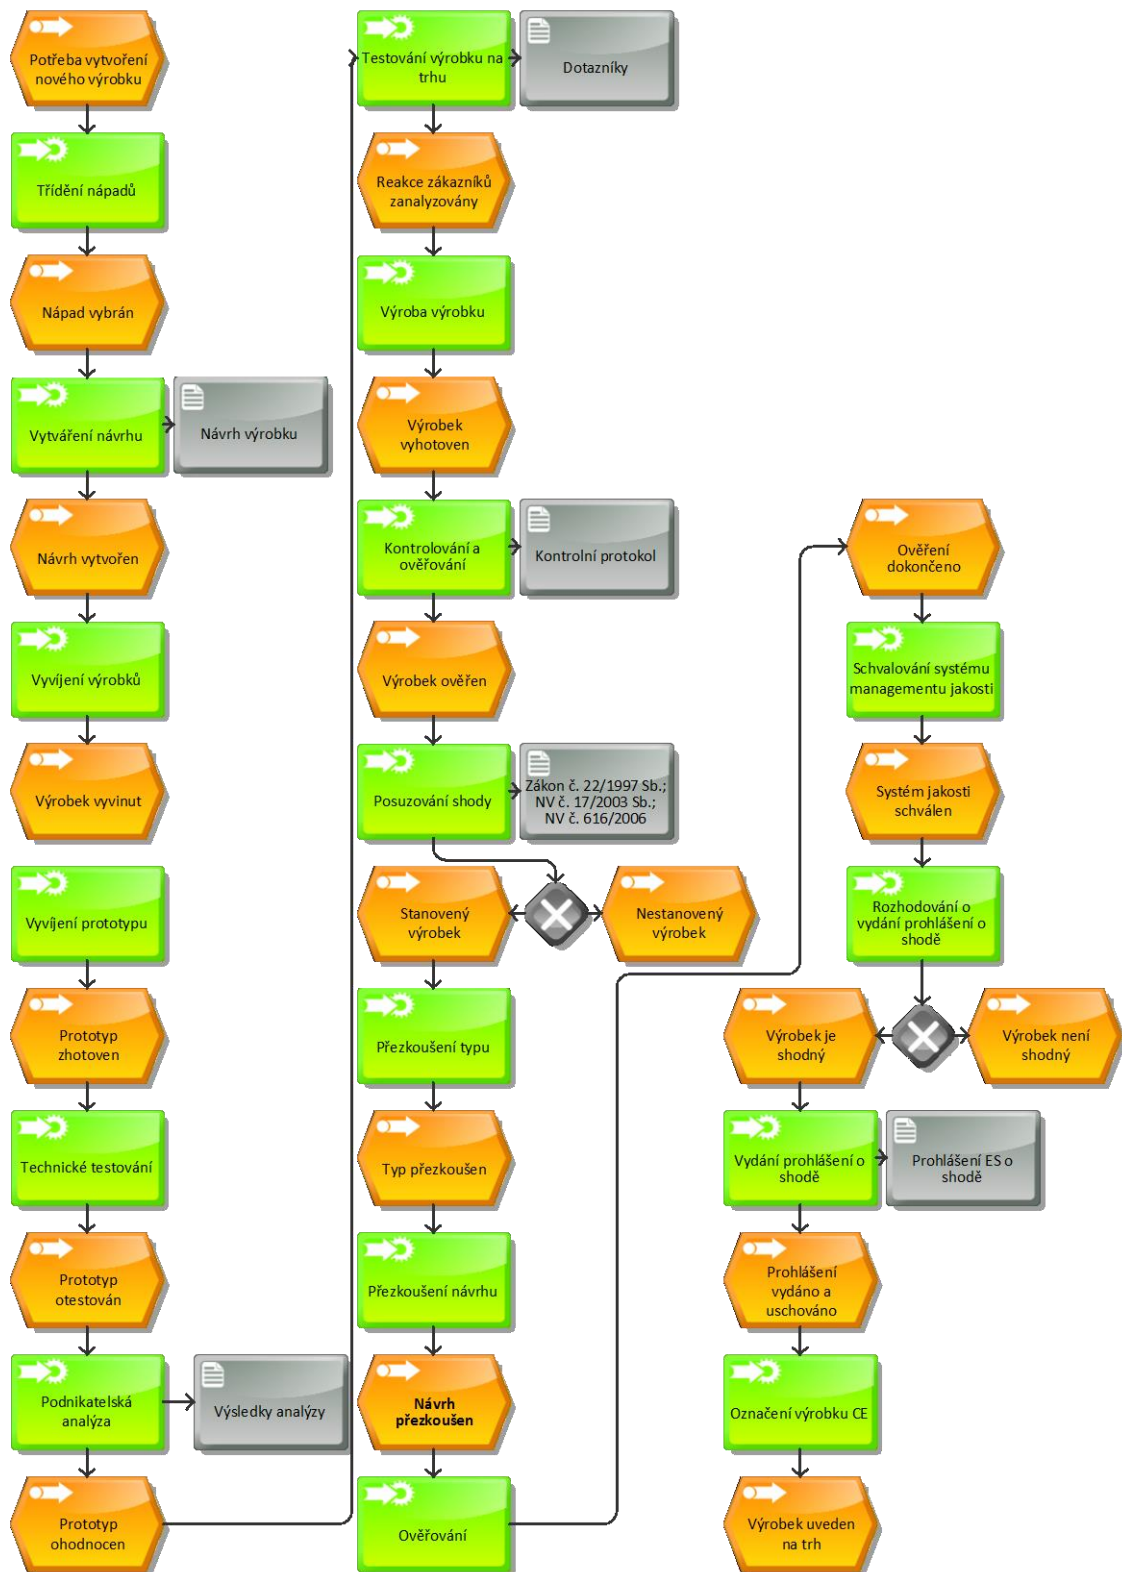 Potřeba vytvoření
nového výrobku
Třídění nápadů
Nápad vybrán
Vytváření návrhu
Návrh výrobku
Návrh vytvořen
Vyvíjení výrobků
Výrobek vyvinut
Vyvíjení prototypu
Prototyp
zhotoven
Technické testování
Prototyp
otestován
Podnikatelská
analýza
Výsledky analýzy
Prototyp
ohodnocen
Testování výrobku na
trhu
Dotazníky
Reakce zákazníků
zanalyzovány
Výroba výrobku
Výrobek
vyhotoven
Kontrolování a
ověřování
Kontrolní protokol
Výrobek ověřen
Posuzování shody
Zákon č. 22/1997 Sb.;
NV č. 17/2003 Sb.;
NV č. 616/2006
Stanovený
výrobek
Nestanovený
výrobek
Přezkoušení typu
Typ přezkoušen
Přezkoušení návrhu
Návrh
přezkoušen
Ověřování
Ověření
dokončeno
Schvalování systému
managementu jakosti
Systém jakosti
schválen
Rozhodování o
vydání prohlášení o
shodě
Výrobek je
shodný
Výrobek není
shodný
Vydání prohlášení o
shodě
Prohlášení ES o
shodě
Prohlášení
vydáno a
uschováno
Označení výrobku CE
Výrobek uveden
na trh